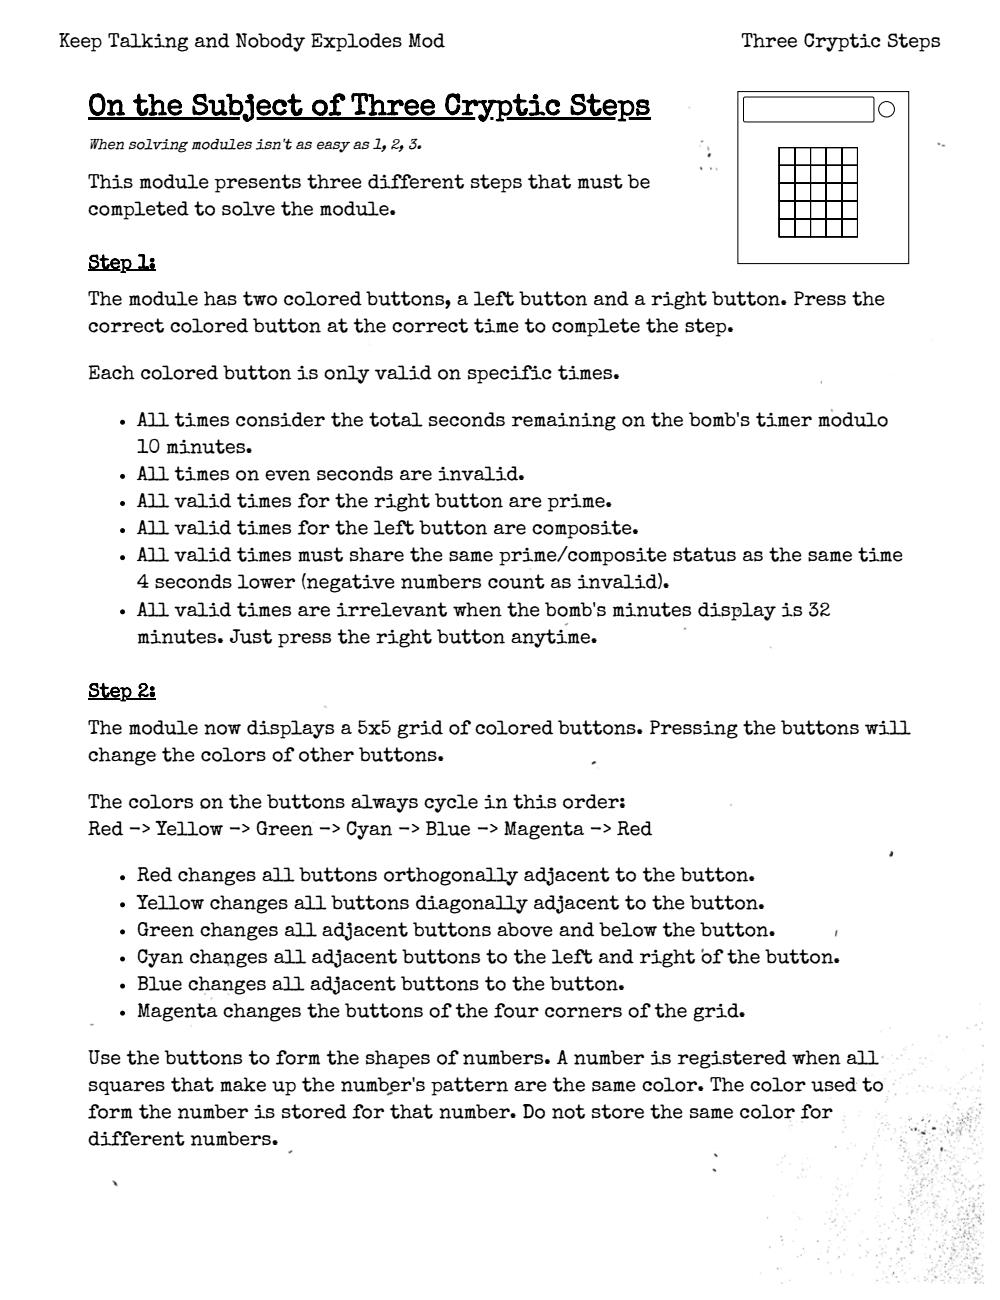 Keep Talking and Nobody Explodes Mod
Three Cryptic Steps
On the Subject of Three Cryptic Steps
When solving modules isn't as easy as 1, 2, 3.
This module presents three different steps that must be
completed to solve the module.
Step 1:
The module has two colored buttons, a left button and a right button. Press the
correct colored button at the correct time to complete the step.
Each colored button is only valid on specific times.
• All times consider the total seconds remaining on the bomb's timer modulo
10 minutes.
• All times on even seconds are invalid.
• All valid times for the right button are prime.
• All valid times for the left button are composite.
• All valid times must share the same prime/composite status as the same time
4 seconds lower (negative numbers count as invalid).
• All valid times are irrelevant when the bomb's minutes display is 32
minutes. Just press the right button anytime.
Step 2:
The module now displays a 5x5 grid of colored buttons. Pressing the buttons will
change the colors of other buttons.
The colors on the buttons always cycle in this order:
Red -> Yellow -> Green -> Cyan -> Blue -> Magenta -> Red
• Red changes all buttons orthogonally adjacent to the button.
• Yellow changes all buttons diagonally adjacent to the button.
• Green changes all adjacent buttons above and below the button.
• Cyan changes all adjacent buttons to the left and right of the button.
• Blue changes all adjacent buttons to the button.
• Magenta changes the buttons of the four corners of the grid.
Use the buttons to form the shapes of numbers. A number is registered when all
squares that make up the number's pattern are the same color. The color used to
form the number is stored for that number. Do not store the same color for
different numbers.